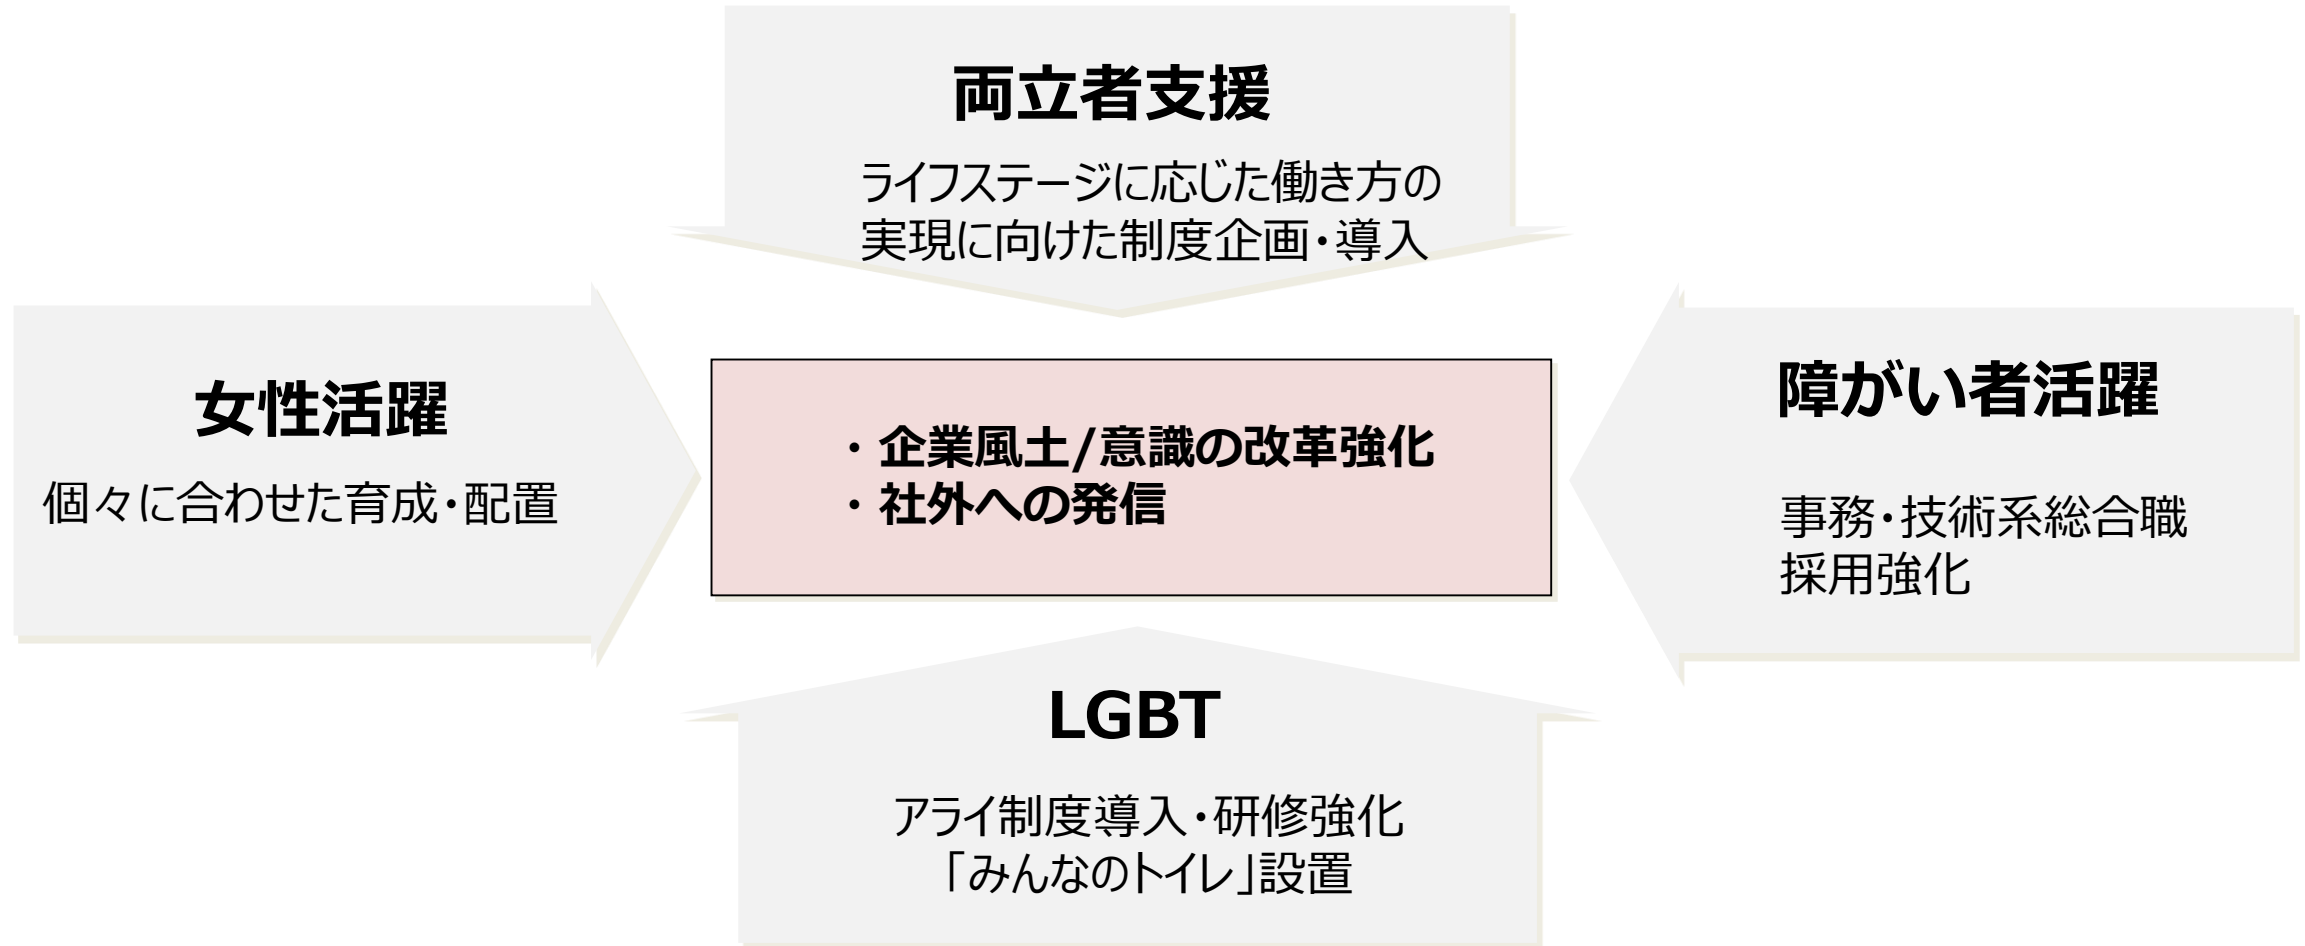 両立者支援
ライフステージに応じた働き方の
実現に向けた制度企画・導入
女性活躍
個々に合わせた育成・配置
・企業風土/意識の改革強化
・社外への発信
障がい者活躍
事務・技術系総合職
採用強化
LGBT
アライ制度導入・研修強化
「みんなのトイレ」設置